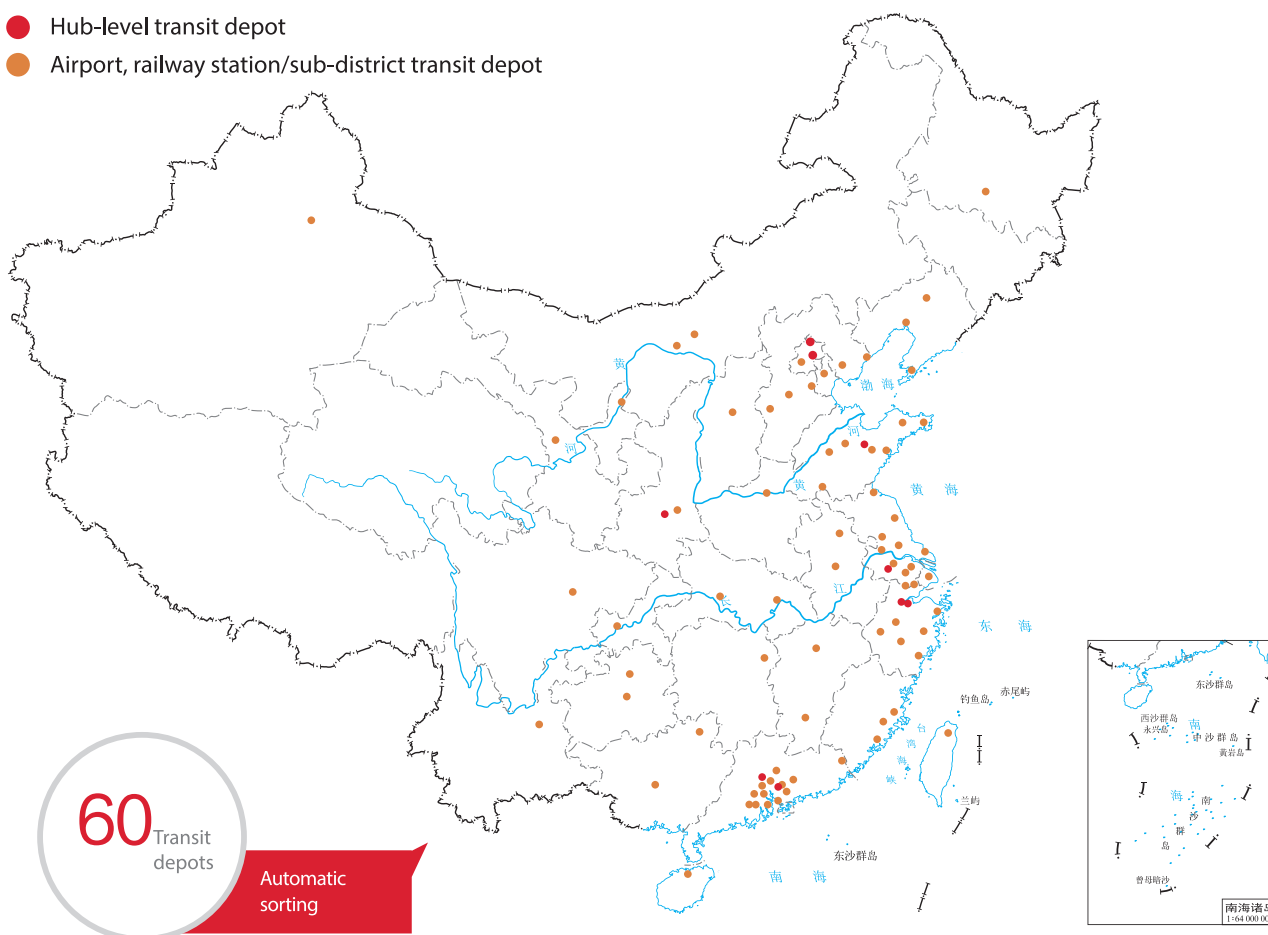 Hub-level transit depot
Airport, railway station/sub-district transit depot
黄
渤 海
河
河
黄
黄 海
长
江
东 海
钓鱼岛
赤尾屿
台
湾
海
峡
兰屿
东沙群岛
南 海
60
Transit
depots
Automatic
sorting
东沙群岛
西沙群岛
永兴岛
南
中沙群岛
黄岩岛
海
南
沙
群
岛
曾母暗沙
南海诸岛